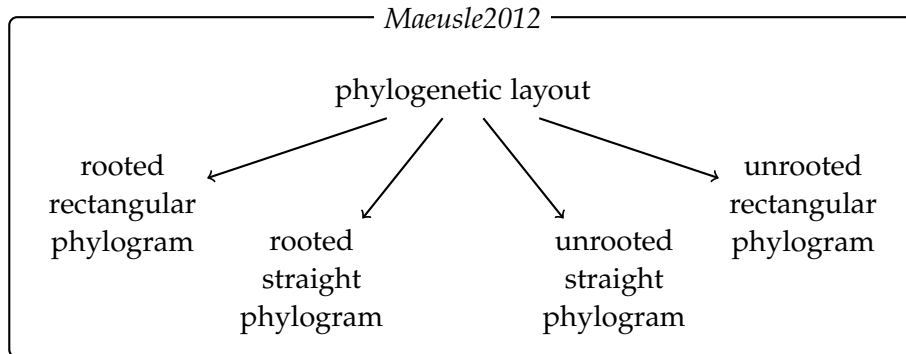 Maeusle2012
phylogenetic layout
rooted
rectangular
phylogram
rooted
straight
phylogram
unrooted
straight
phylogram
unrooted
rectangular
phylogram